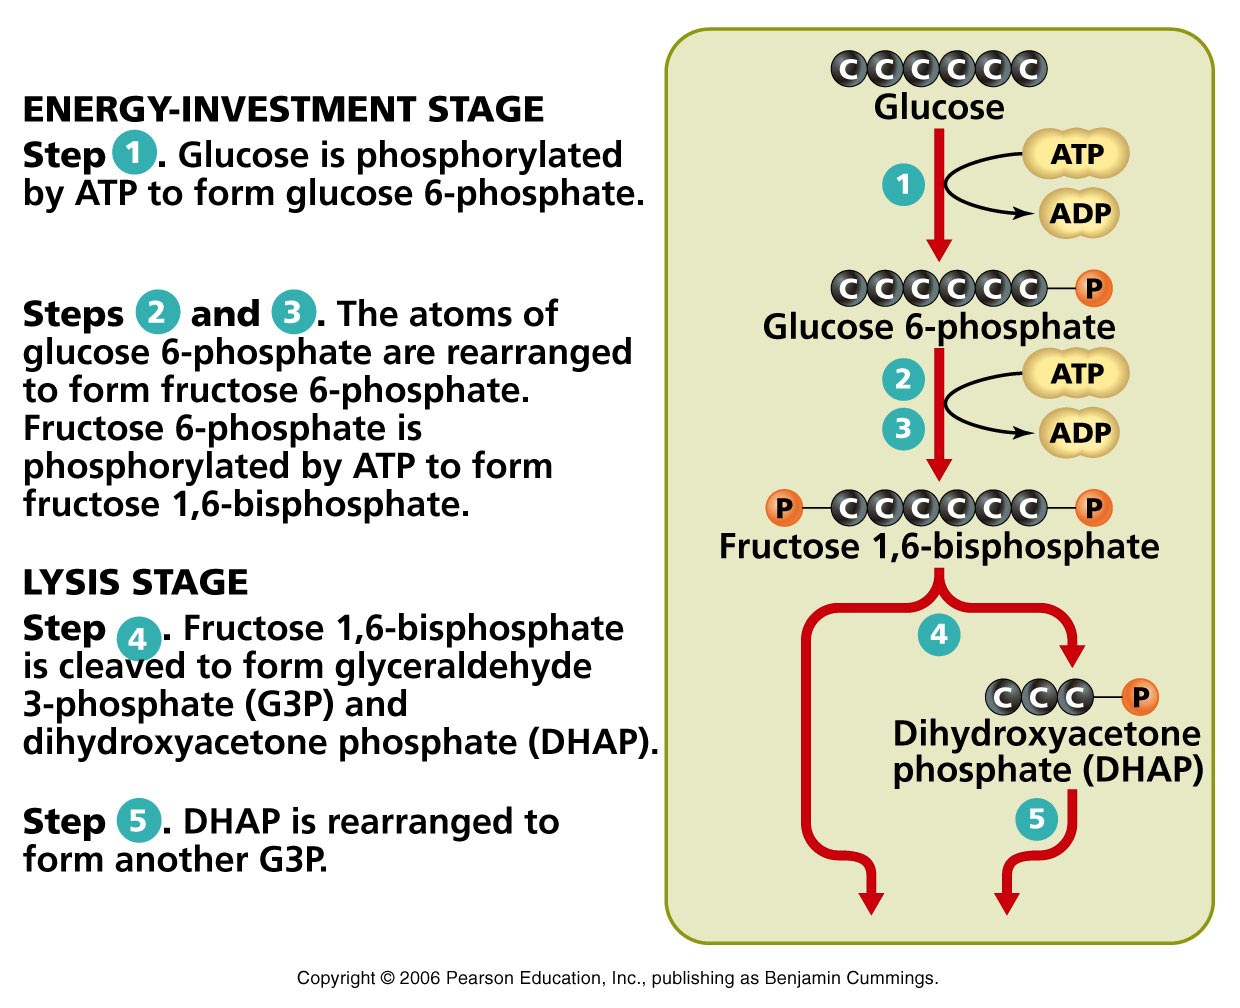 ENERGY-INVESTMENT STAGE
Step 1. Glucose is phosphorylated
by ATP to form glucose 6-phosphate.
Steps 2 and 3. The atoms of
glucose 6-phosphate are rearranged
to form fructose 6-phosphate.
Fructose 6-phosphate is
phosphorylated by ATP to form
fructose 1,6-bisphosphate.
LYSIS STAGE
Step 4. Fructose 1,6-bisphosphate
is cleaved to form glyceraldehyde
3-phosphate (G3P) and
dihydroxyacetone phosphate (DHAP).
Step 5. DHAP is rearranged to
form another G3P.
C C C C C C
Glucose
ATP
1
ADP
C C C C C C P
Glucose 6-phosphate
ATP
2
3
ADP
P C C C C C C P
Fructose 1,6-bisphosphate
4
C C C P
Dihydroxyacetone
phosphate (DHAP)
5
Copyright © 2006 Pearson Education, Inc., publishing as Benjamin Cummings.